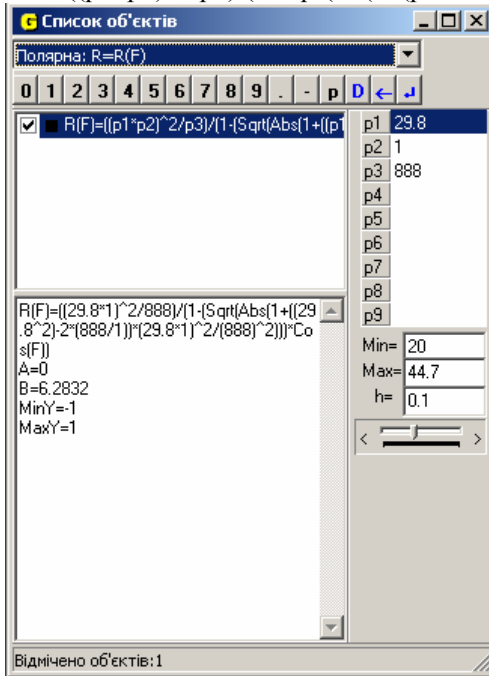 Список об'єктів
Полярна: R=R(F)
0 1 2 3 4 5 6 7 8 9 . - p D ← ↲
R(F)=((p1*p2)^2/p3)/(1-(Sqrt(Abs(1+((p1
p1 29.8
p2 1
p3 888
p4
p5
p6
p7
p8
p9
R(F)=((29.8*1)^2/888)/(1-(Sqrt(Abs(1+((29
.8^2)-2*(888/1))*(29.8*1)^2/(888)^2)))*Co
s(F))
A=0
B=6.2832
MinY=-1
MaxY=1
Min= 20
Max= 44.7
h= 0.1
< >
Відмічено об'єктів:1